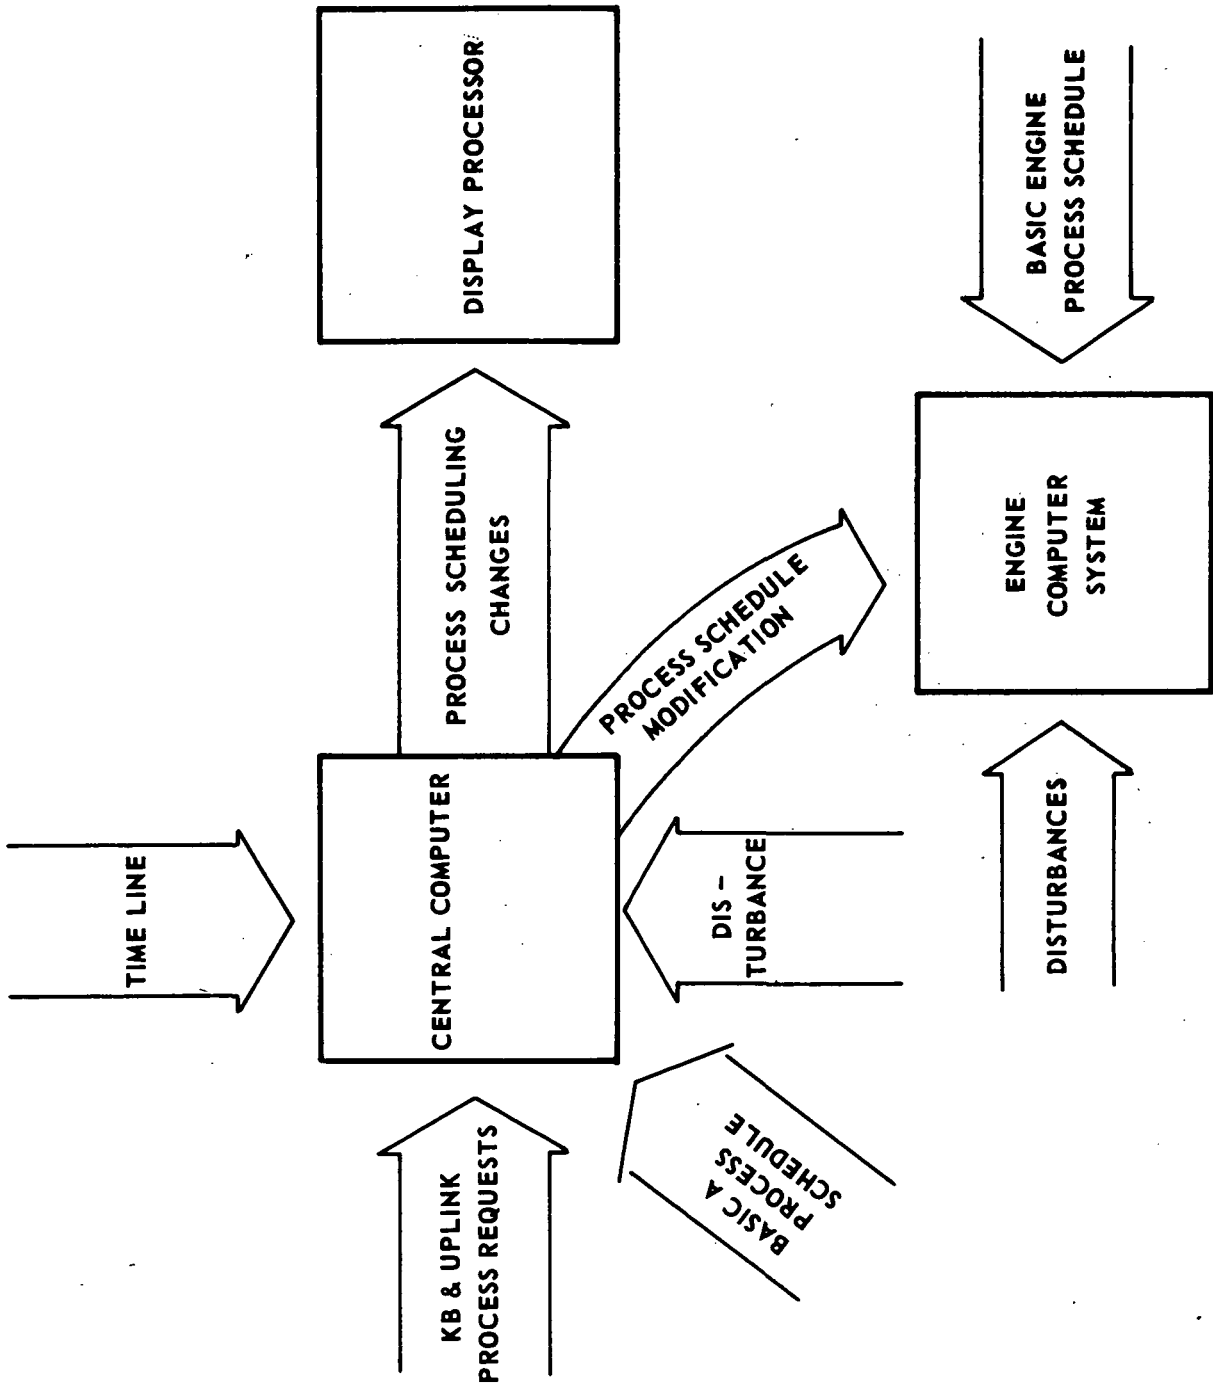 TIME LINE
KB & UPLINK
PROCESS REQUESTS
CENTRAL COMPUTER
PROCESS SCHEDULING
CHANGES
DISPLAY PROCESSOR
BASIC A
PROCESS
SCHEDULE
DIS -
TURBANCE
PROCESS SCHEDULE
MODIFICATION
DISTURBANCES
ENGINE
COMPUTER
SYSTEM
BASIC ENGINE
PROCESS SCHEDULE